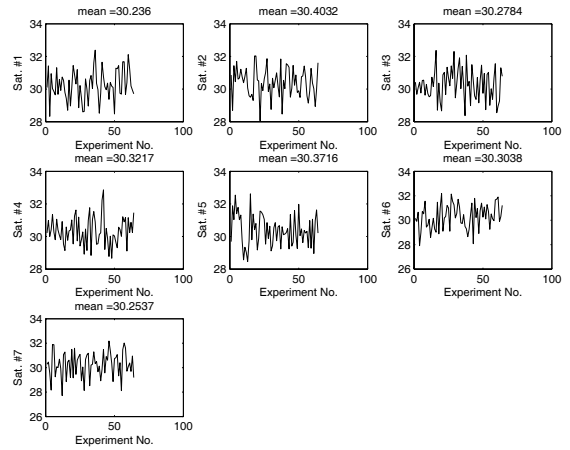 mean =30.236
34
32
30
28
0
50
100
Experiment No.
Sat. #1
mean =30.4032
34
32
30
28
0
50
100
Experiment No.
Sat. #2
mean =30.2784
34
32
30
28
0
50
100
Experiment No.
Sat. #3
mean =30.3217
34
32
30
28
0
50
100
Experiment No.
Sat. #4
mean =30.3716
34
32
30
28
0
50
100
Experiment No.
Sat. #5
mean =30.3038
34
32
30
28
26
0
50
100
Experiment No.
Sat. #6
mean =30.2537
34
32
30
28
26
0
50
100
Experiment No.
Sat. #7